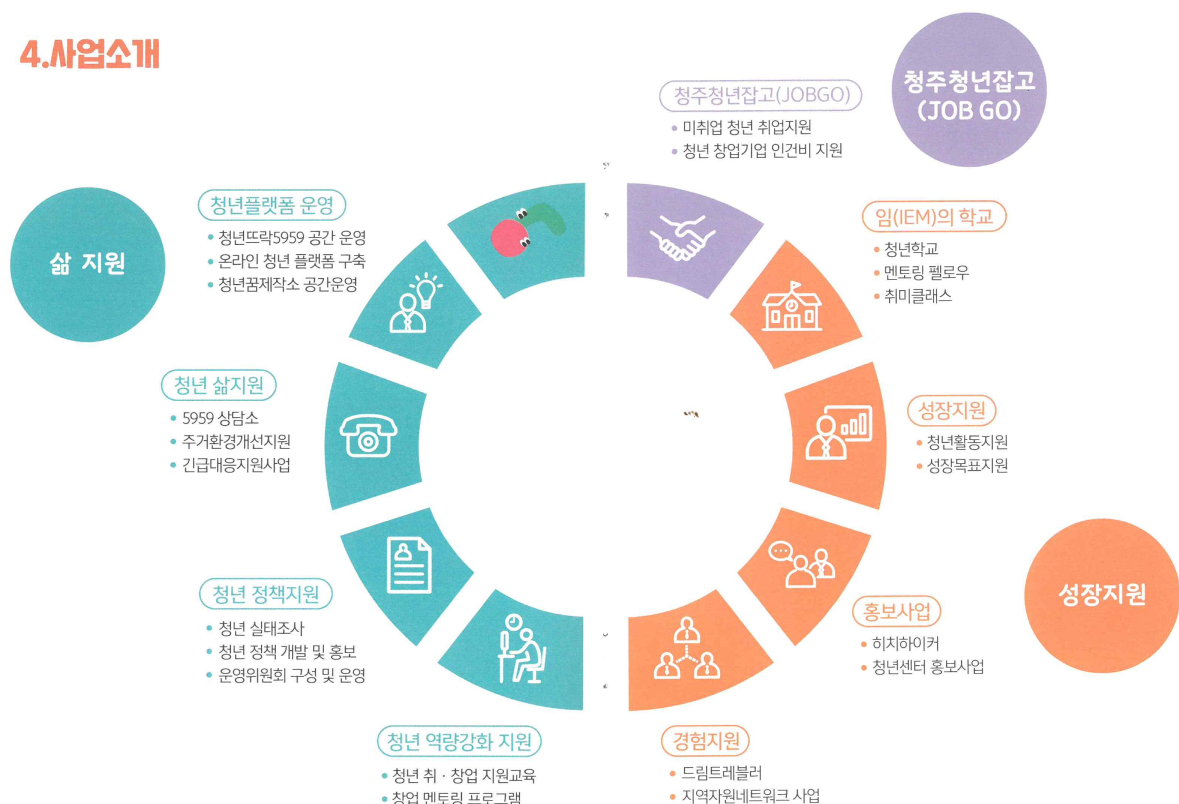 4.사업소개
청주청년잡고
(JOB GO)
청주청년잡고(JOBGO)
• 미취업 청년 취업지원
• 청년 창업기업 인건비 지원
삶 지원
청년플랫폼 운영
• 청년뜨락5959 공간 운영
• 온라인 청년 플랫폼 구축
• 청년꿈제작소 공간운영
임(IEM)의 학교
• 청년학교
• 멘토링 펠로우
• 취미클래스
청년 삶지원
• 5959 상담소
• 주거환경개선지원
• 긴급대응지원사업
성장지원
• 청년활동지원
• 성장목표지원
성장지원
청년 정책지원
• 청년 실태조사
• 청년 정책 개발 및 홍보
• 운영위원회 구성 및 운영
홍보사업
• 히치하이커
• 청년센터 홍보사업
청년 역량강화 지원
• 청년 취 · 창업 지원교육
• 창업 멘토링 프로그램
경험지원
• 드림트레블러
• 지역자원네트워크 사업